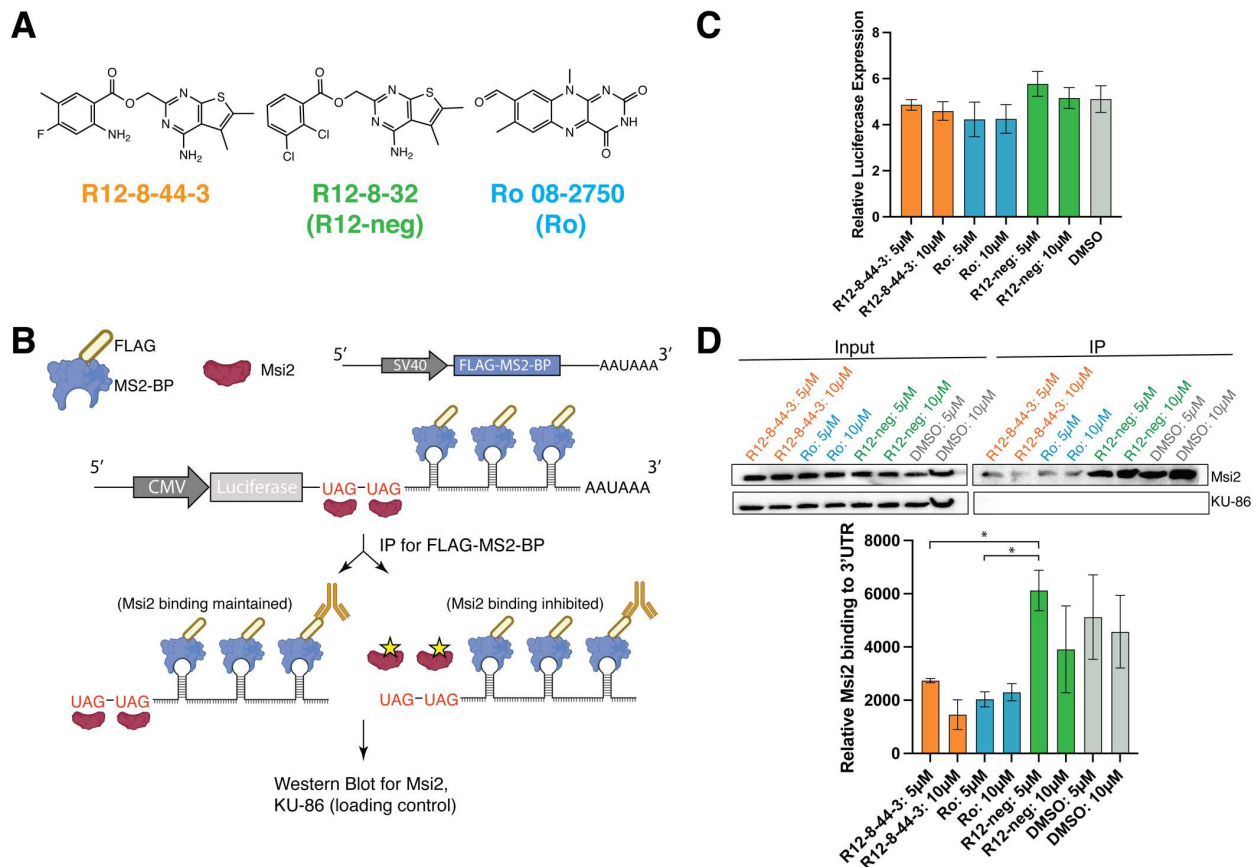 A
O
N
S
F
O
NH₂
N
NH₂
R12-8-44-3
O
N
S
O
Cl
N
Cl
NH₂
R12-8-32
(R12-neg)
O
N
N
O
N
NH
O
Ro 08-2750
(Ro)
B
FLAG
MS2-BP
Msi2
5′
SV40
FLAG-MS2-BP
AAUAAA
3′
5′
CMV
Luciferase
UAG
UAG
AAUAAA
3′
IP for FLAG-MS2-BP
(Msi2 binding maintained)
(Msi2 binding inhibited)
UAG
UAG
UAG
UAG
Western Blot for Msi2,
KU-86 (loading control)
C
Relative Lucifercase Expression
8
6
4
2
0
R12-8-44-3: 5μM
R12-8-44-3: 10μM
Ro: 5μM
Ro: 10μM
R12-neg: 5μM
R12-neg: 10μM
DMSO
D
Input
IP
R12-8-44-3: 5μM
R12-8-44-3: 10μM
Ro: 5μM
Ro: 10μM
R12-neg: 5μM
R12-neg: 10μM
DMSO: 5μM
DMSO: 10μM
R12-8-44-3: 5μM
R12-8-44-3: 10μM
Ro: 5μM
Ro: 10μM
R12-neg: 5μM
R12-neg: 10μM
DMSO: 5μM
DMSO: 10μM
Msi2
KU-86
Relative Msi2 binding to 3’UTR
8000
6000
4000
2000
0
*
*
R12-8-44-3: 5μM
R12-8-44-3: 10μM
Ro: 5μM
Ro: 10μM
R12-neg: 5μM
R12-neg: 10μM
DMSO: 5μM
DMSO: 10μM